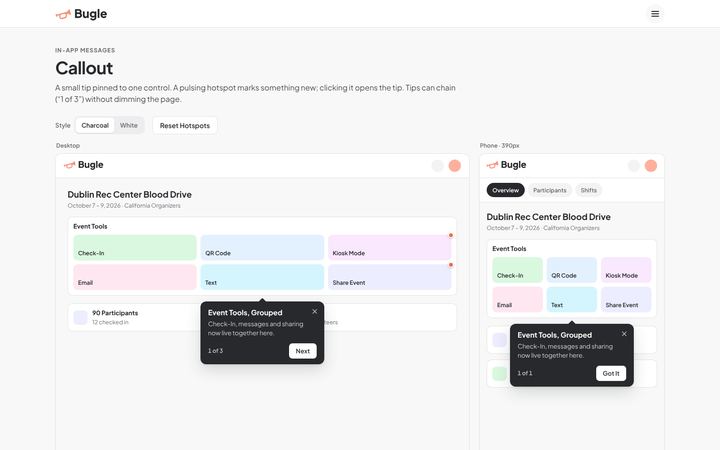 Bugle
IN-APP MESSAGES
Callout
A small tip pinned to one control. A pulsing hotspot marks something new; clicking it opens the tip. Tips can chain
("1 of 3") without dimming the page.
Style
Charcoal
White
Reset Hotspots
Desktop
Bugle
Dublin Rec Center Blood Drive
October 7 – 9, 2026 · California Organizers
Event Tools
Check-In
QR Code
Kiosk Mode
Email
Text
Share Event
90 Participants
12 checked in
Event Tools, Grouped
Check-In, messages and sharing
now live together here.
1 of 3
Next
Phone · 390px
Bugle
Overview
Participants
Shifts
Dublin Rec Center Blood Drive
October 7 – 9, 2026 · California Organizers
Event Tools
Check-In
QR Code
Kiosk Mode
Email
Text
Share Event
Event Tools, Grouped
Check-In, messages and sharing
now live together here.
1 of 1
Got It